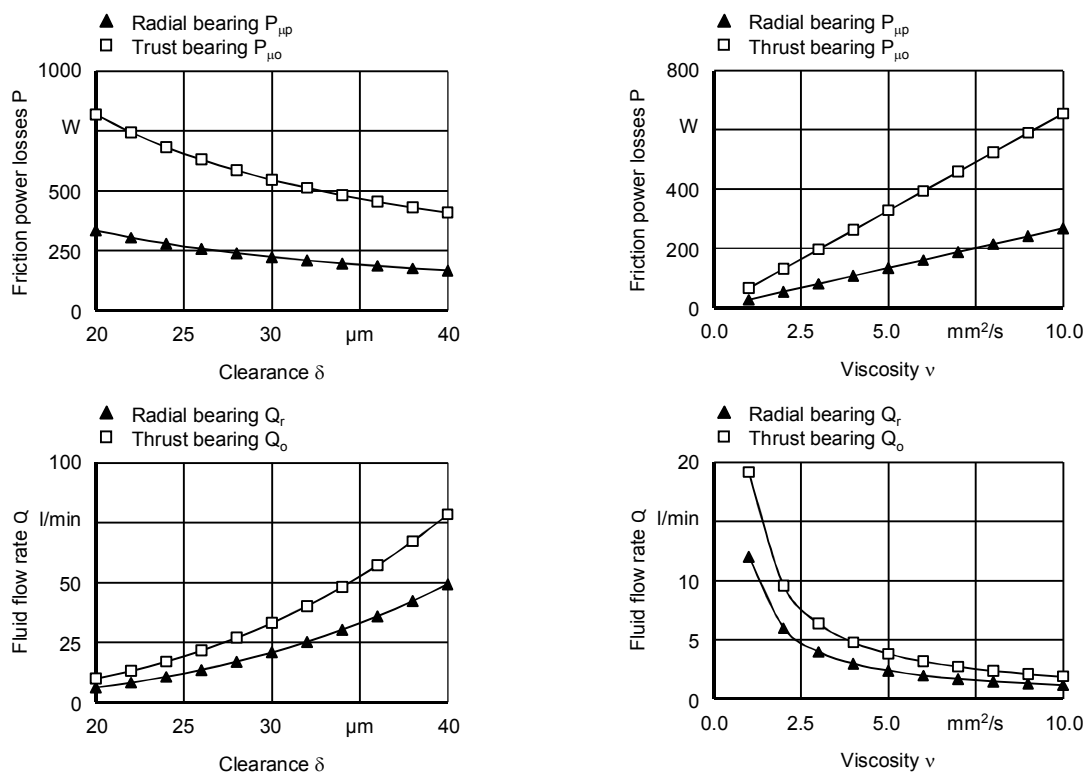 Radial bearing Pμp
Trust bearing Pμo
1000
W
500
250
0
20 25 30 μm 40
Friction power losses P
Clearance δ
Radial bearing Pμp
Thrust bearing Pμo
800
W
400
200
0
0.0 2.5 5.0 mm²/s 10.0
Friction power losses P
Viscosity ν
Radial bearing Qr
Thrust bearing Qo
100
l/min
50
25
0
20 25 30 μm 40
Fluid flow rate Q
Clearance δ
Radial bearing Qr
Thrust bearing Qo
20
l/min
10
5
0
0.0 2.5 5.0 mm²/s 10.0
Fluid flow rate Q
Viscosity ν